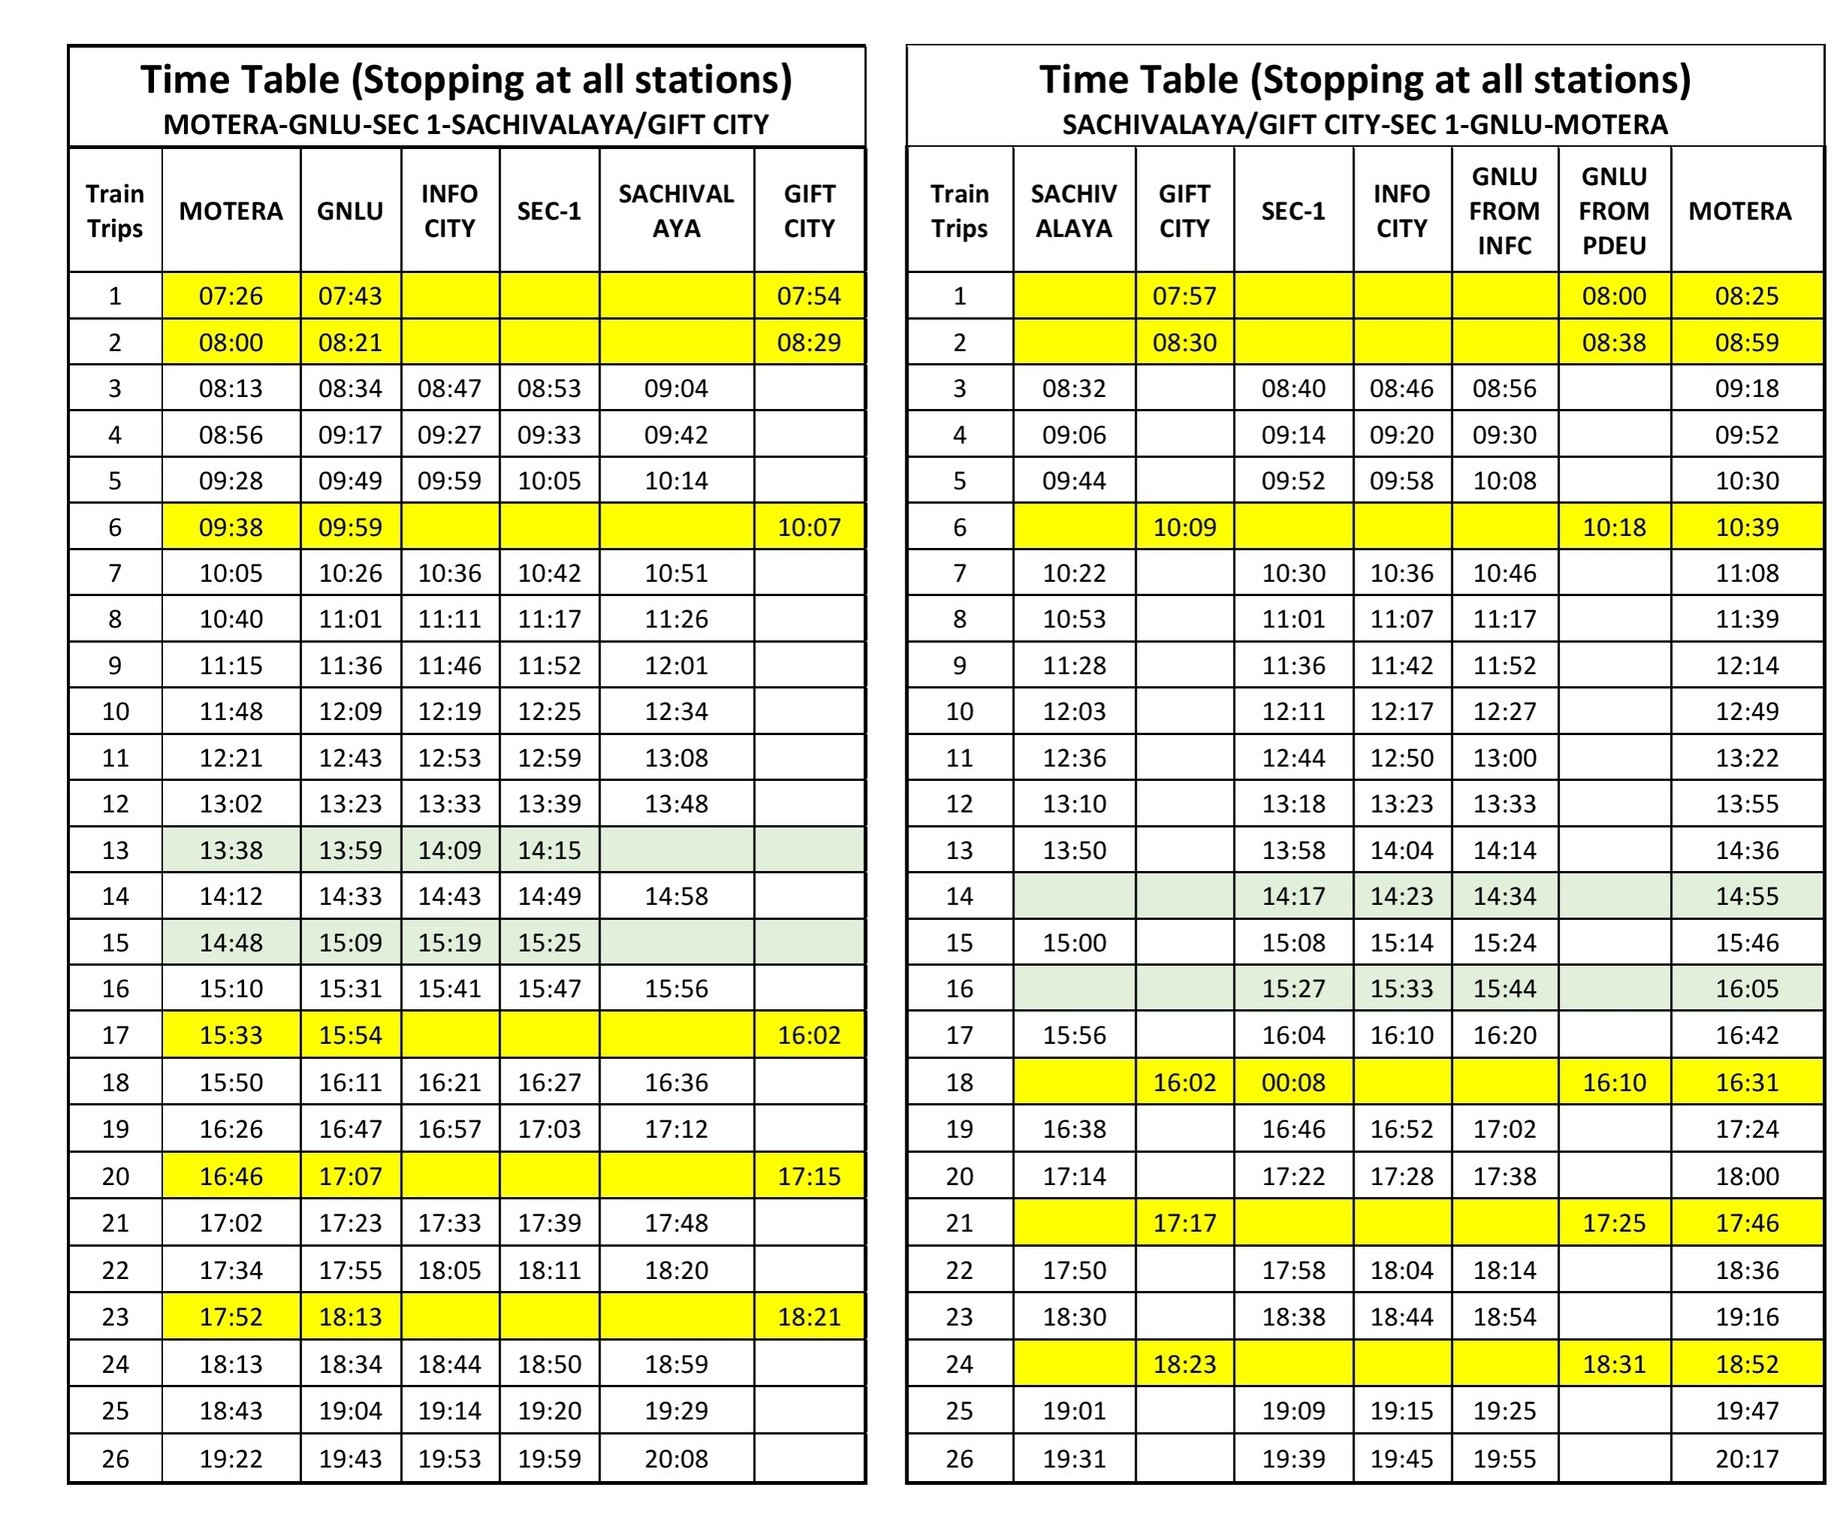 Time Table (Stopping at all stations)
MOTERA-GNLU-SEC 1-SACHIVALAYA/GIFT CITY
Train Trips MOTERA GNLU INFO CITY SEC-1 SACHIVAL AYA GIFT CITY
1 07:26 07:43 07:54
2 08:00 08:21 08:29
3 08:13 08:34 08:47 08:53 09:04
4 08:56 09:17 09:27 09:33 09:42
5 09:28 09:49 09:59 10:05 10:14
6 09:38 09:59 10:07
7 10:05 10:26 10:36 10:42 10:51
8 10:40 11:01 11:11 11:17 11:26
9 11:15 11:36 11:46 11:52 12:01
10 11:48 12:09 12:19 12:25 12:34
11 12:21 12:43 12:53 12:59 13:08
12 13:02 13:23 13:33 13:39 13:48
13 13:38 13:59 14:09 14:15
14 14:12 14:33 14:43 14:49 14:58
15 14:48 15:09 15:19 15:25
16 15:10 15:31 15:41 15:47 15:56
17 15:33 15:54 16:02
18 15:50 16:11 16:21 16:27 16:36
19 16:26 16:47 16:57 17:03 17:12
20 16:46 17:07 17:15
21 17:02 17:23 17:33 17:39 17:48
22 17:34 17:55 18:05 18:11 18:20
23 17:52 18:13 18:21
24 18:13 18:34 18:44 18:50 18:59
25 18:43 19:04 19:14 19:20 19:29
26 19:22 19:43 19:53 19:59 20:08
Time Table (Stopping at all stations)
SACHIVALAYA/GIFT CITY-SEC 1-GNLU-MOTERA
Train Trips SACHIV ALAYA GIFT CITY SEC-1 INFO CITY GNLU FROM INFC GNLU FROM PDEU MOTERA
1 07:57 08:00 08:25
2 08:30 08:38 08:59
3 08:32 08:40 08:46 08:56 09:18
4 09:06 09:14 09:20 09:30 09:52
5 09:44 09:52 09:58 10:08 10:30
6 10:09 10:18 10:39
7 10:22 10:30 10:36 10:46 11:08
8 10:53 11:01 11:07 11:17 11:39
9 11:28 11:36 11:42 11:52 12:14
10 12:03 12:11 12:17 12:27 12:49
11 12:36 12:44 12:50 13:00 13:22
12 13:10 13:18 13:23 13:33 13:55
13 13:50 13:58 14:04 14:14 14:36
14 14:17 14:23 14:34 14:55
15 15:00 15:08 15:14 15:24 15:46
16 15:27 15:33 15:44 16:05
17 15:56 16:04 16:10 16:20 16:42
18 16:02 00:08 16:10 16:31
19 16:38 16:46 16:52 17:02 17:24
20 17:14 17:22 17:28 17:38 18:00
21 17:17 17:25 17:46
22 17:50 17:58 18:04 18:14 18:36
23 18:30 18:38 18:44 18:54 19:16
24 18:23 18:31 18:52
25 19:01 19:09 19:15 19:25 19:47
26 19:31 19:39 19:45 19:55 20:17